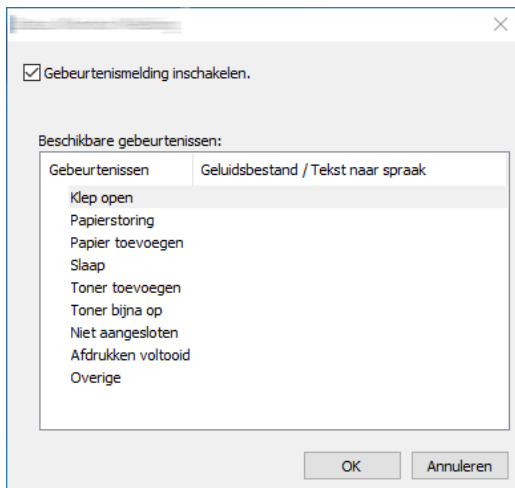 Gebeurtenismelding inschakelen.
Beschikbare gebeurtenissen:
Gebeurtenissen Geluidsbestand / Tekst naar spraak
Klep open
Papierstoring
Papier toevoegen
Slaap
Toner toevoegen
Toner bijna op
Niet aangesloten
Afdrukken voltooid
Overige
OK Annuleren